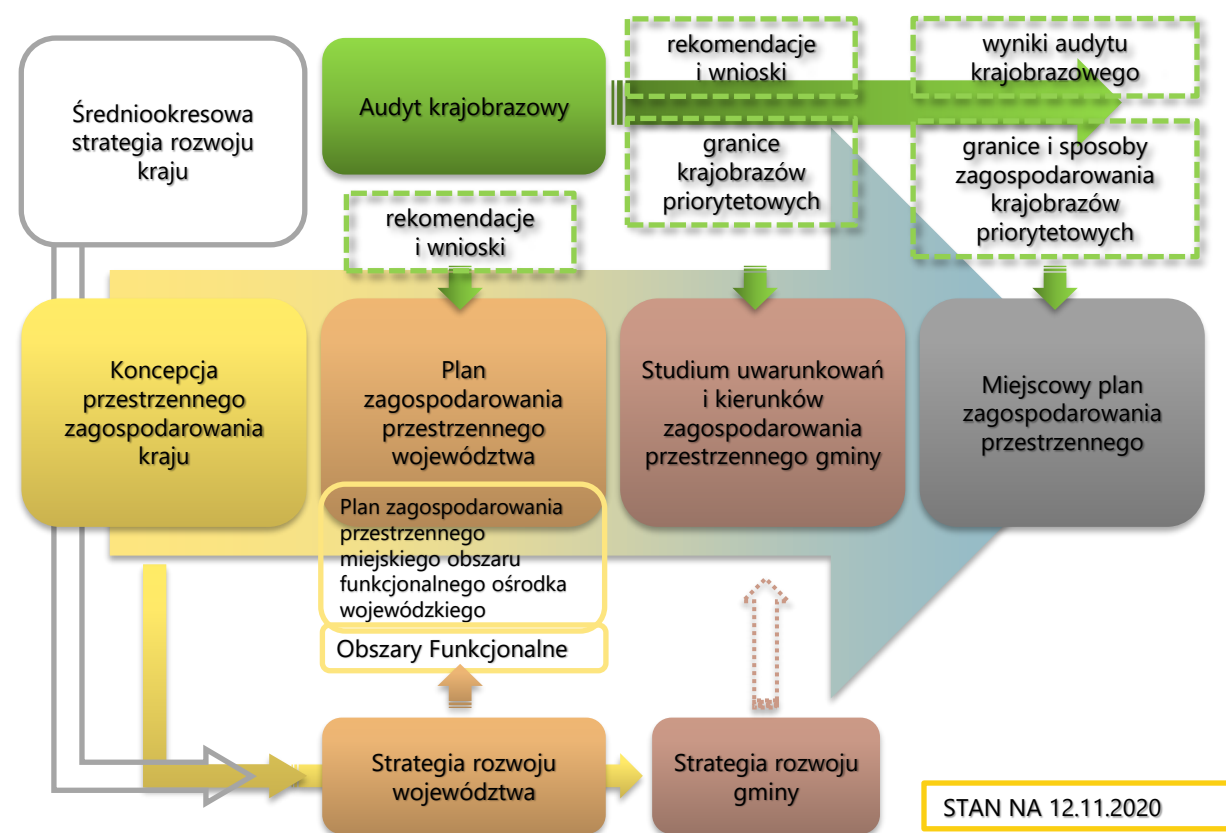 Średniookresowa
strategia rozwoju
kraju
Audyt krajobrazowy
rekomendacje
i wnioski
wyniki audytu
krajobrazowego
granice
krajobrazów
priorytetowych
granice i sposoby
zagospodarowania
krajobrazów
priorytetowych
rekomendacje
i wnioski
Koncepcja
przestrzennego
zagospodarowania
kraju
Plan
zagospodarowania
przestrzennego
województwa
Studium uwarunkowań
i kierunków
zagospodarowania
przestrzennego gminy
Miejscowy plan
zagospodarowania
przestrzennego
Plan zagospodarowania
przestrzennego
miejskiego obszaru
funkcjonalnego ośrodka
wojewódzkiego
Obszary Funkcjonalne
Strategia rozwoju
województwa
Strategia rozwoju
gminy
STAN NA 12.11.2020